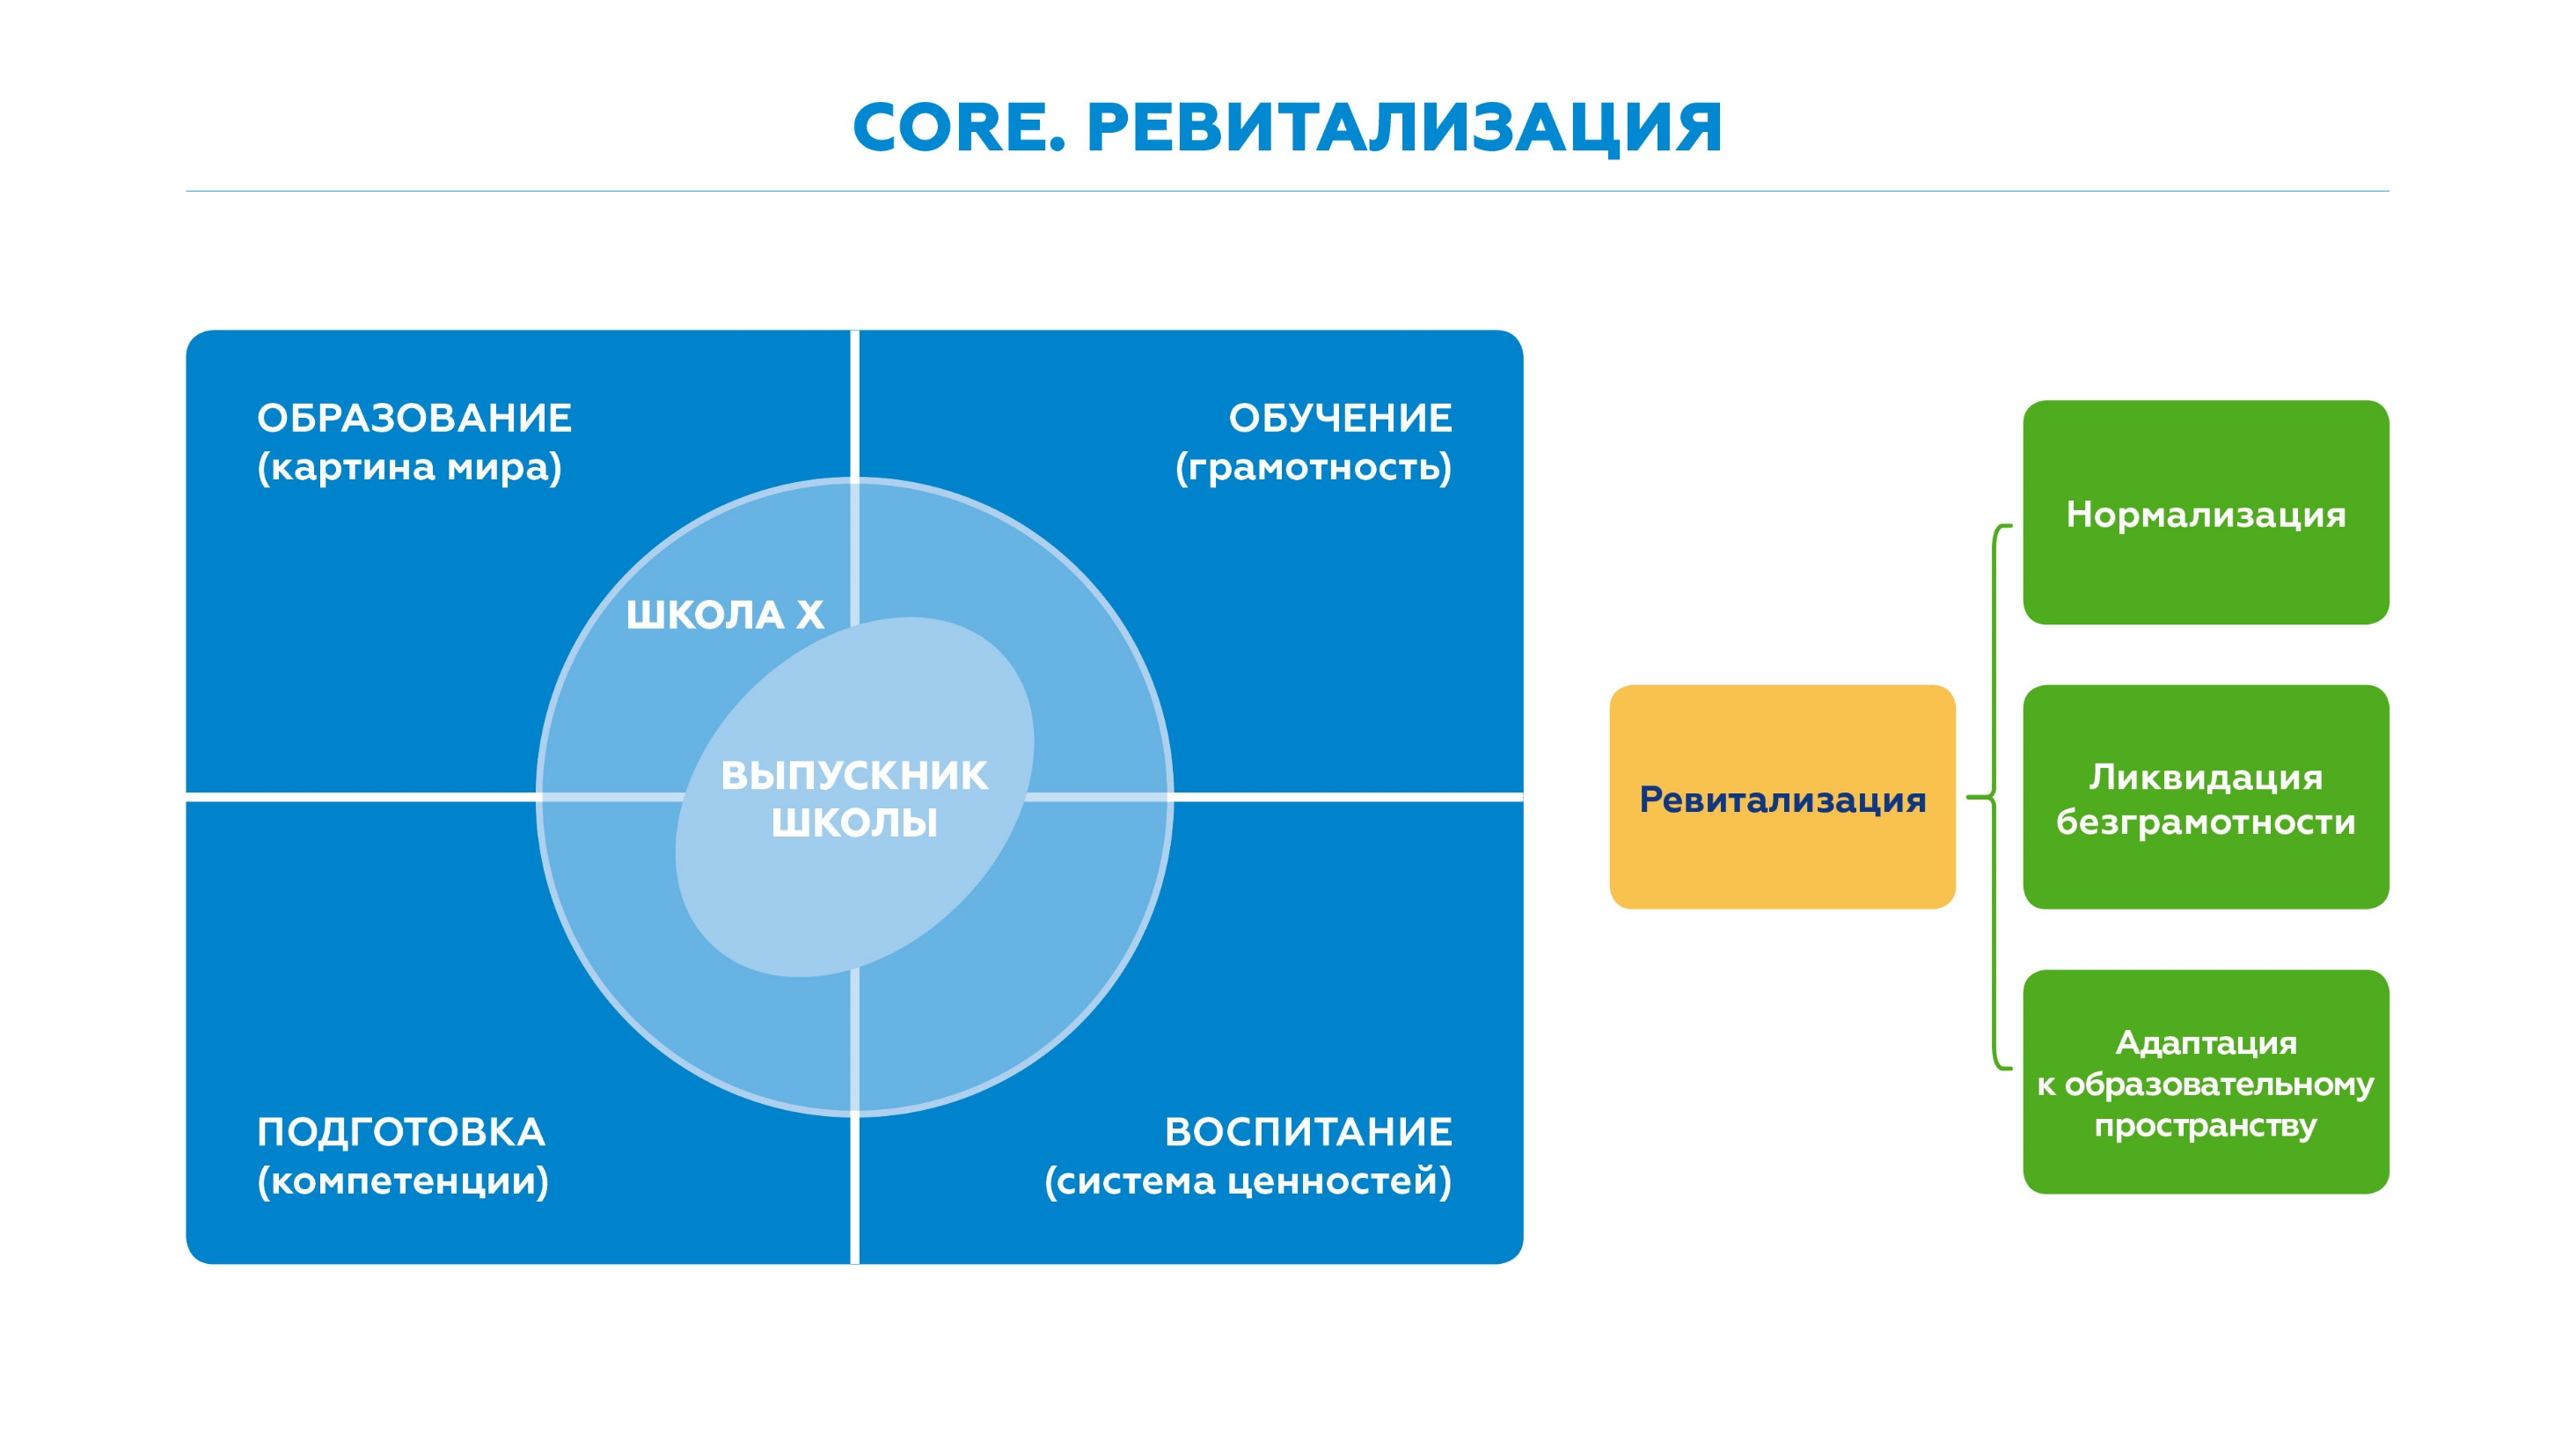 CORE. РЕВИТАЛИЗАЦИЯ
ОБРАЗОВАНИЕ
(картина мира)
ОБУЧЕНИЕ
(грамотность)
ШКОЛА X
ВЫПУСКНИК
ШКОЛЫ
ПОДГОТОВКА
(компетенции)
ВОСПИТАНИЕ
(система ценностей)
Ревитализация
Нормализация
Ликвидация
безграмотности
Адаптация
к образовательному
пространству